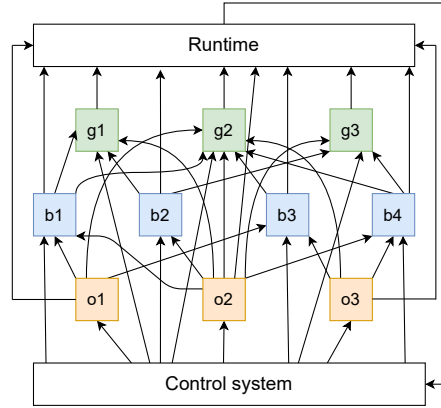 Runtime
g1 g2 g3
b1 b2 b3 b4
o1 o2 o3
Control system